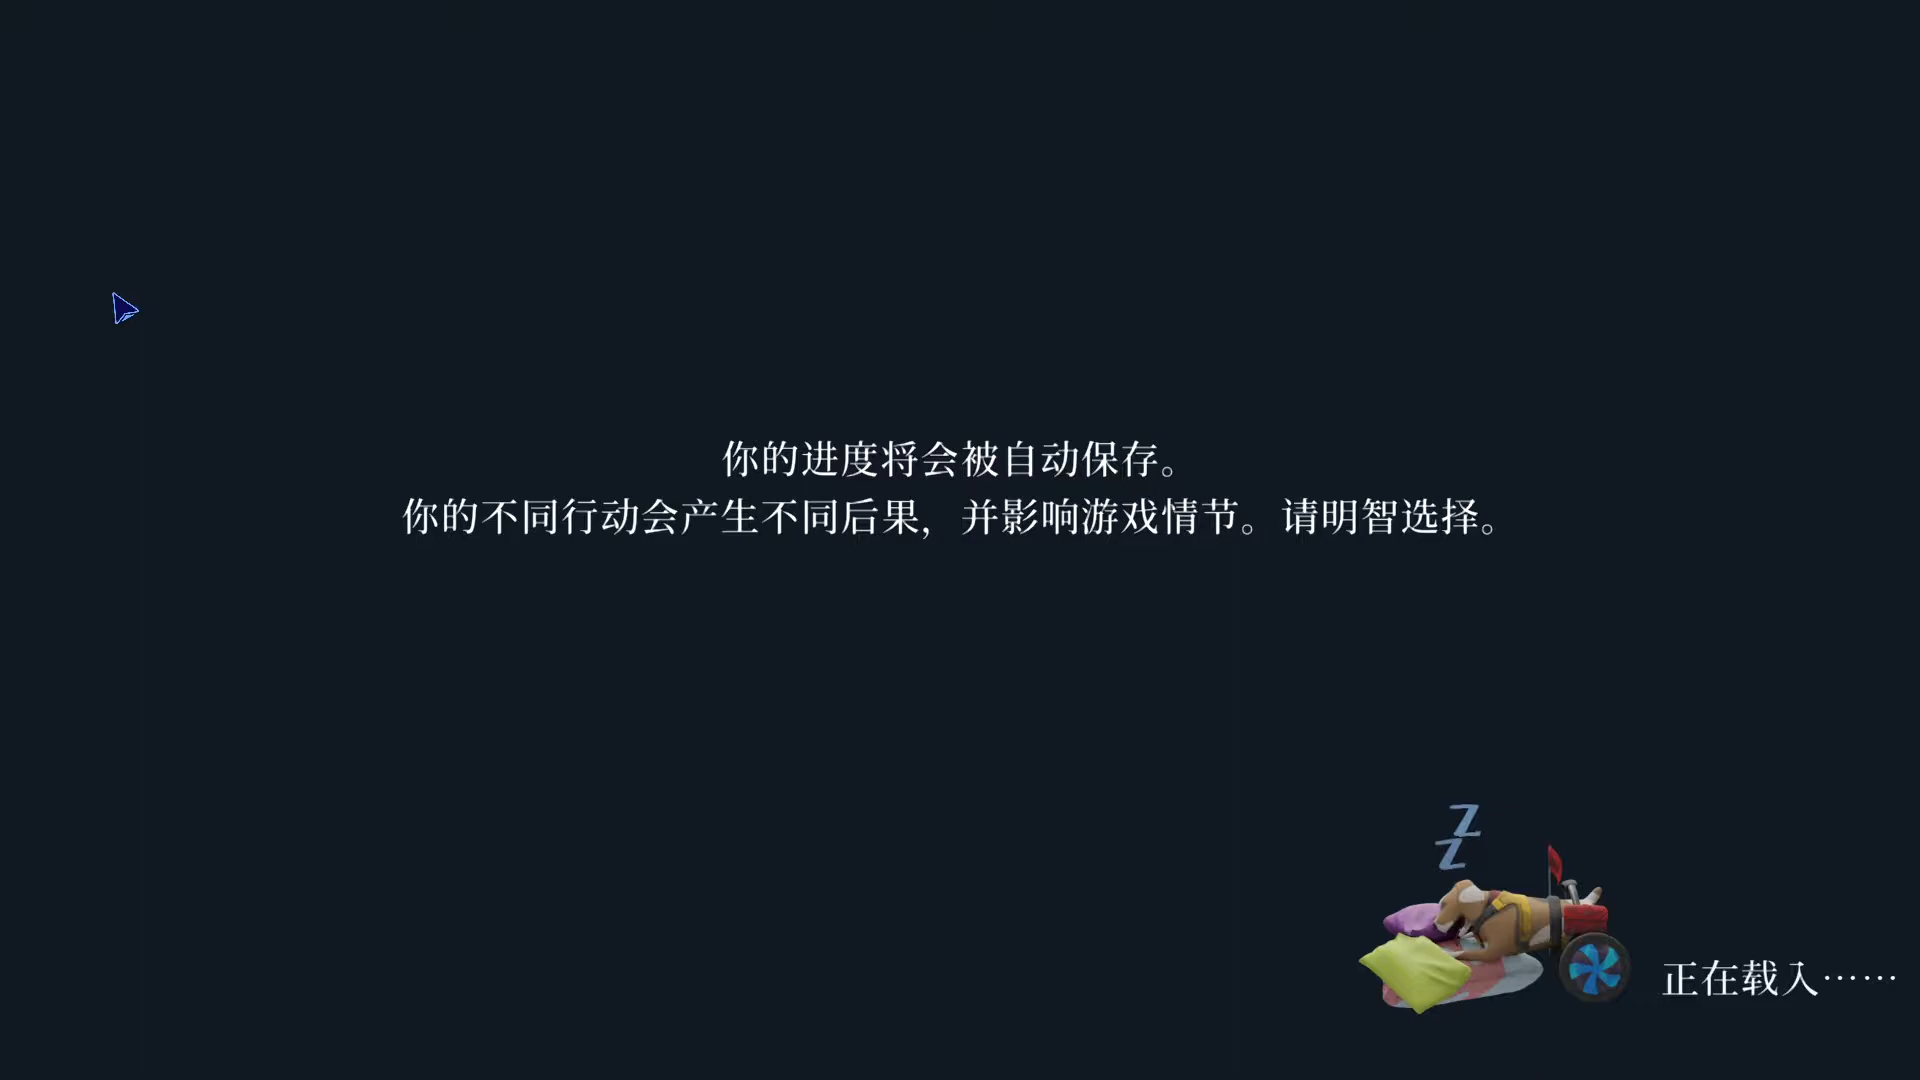 你的进度将会被自动保存。
你的不同行动会产生不同后果，并影响游戏情节。请明智选择。
Z
Z
正在载入……